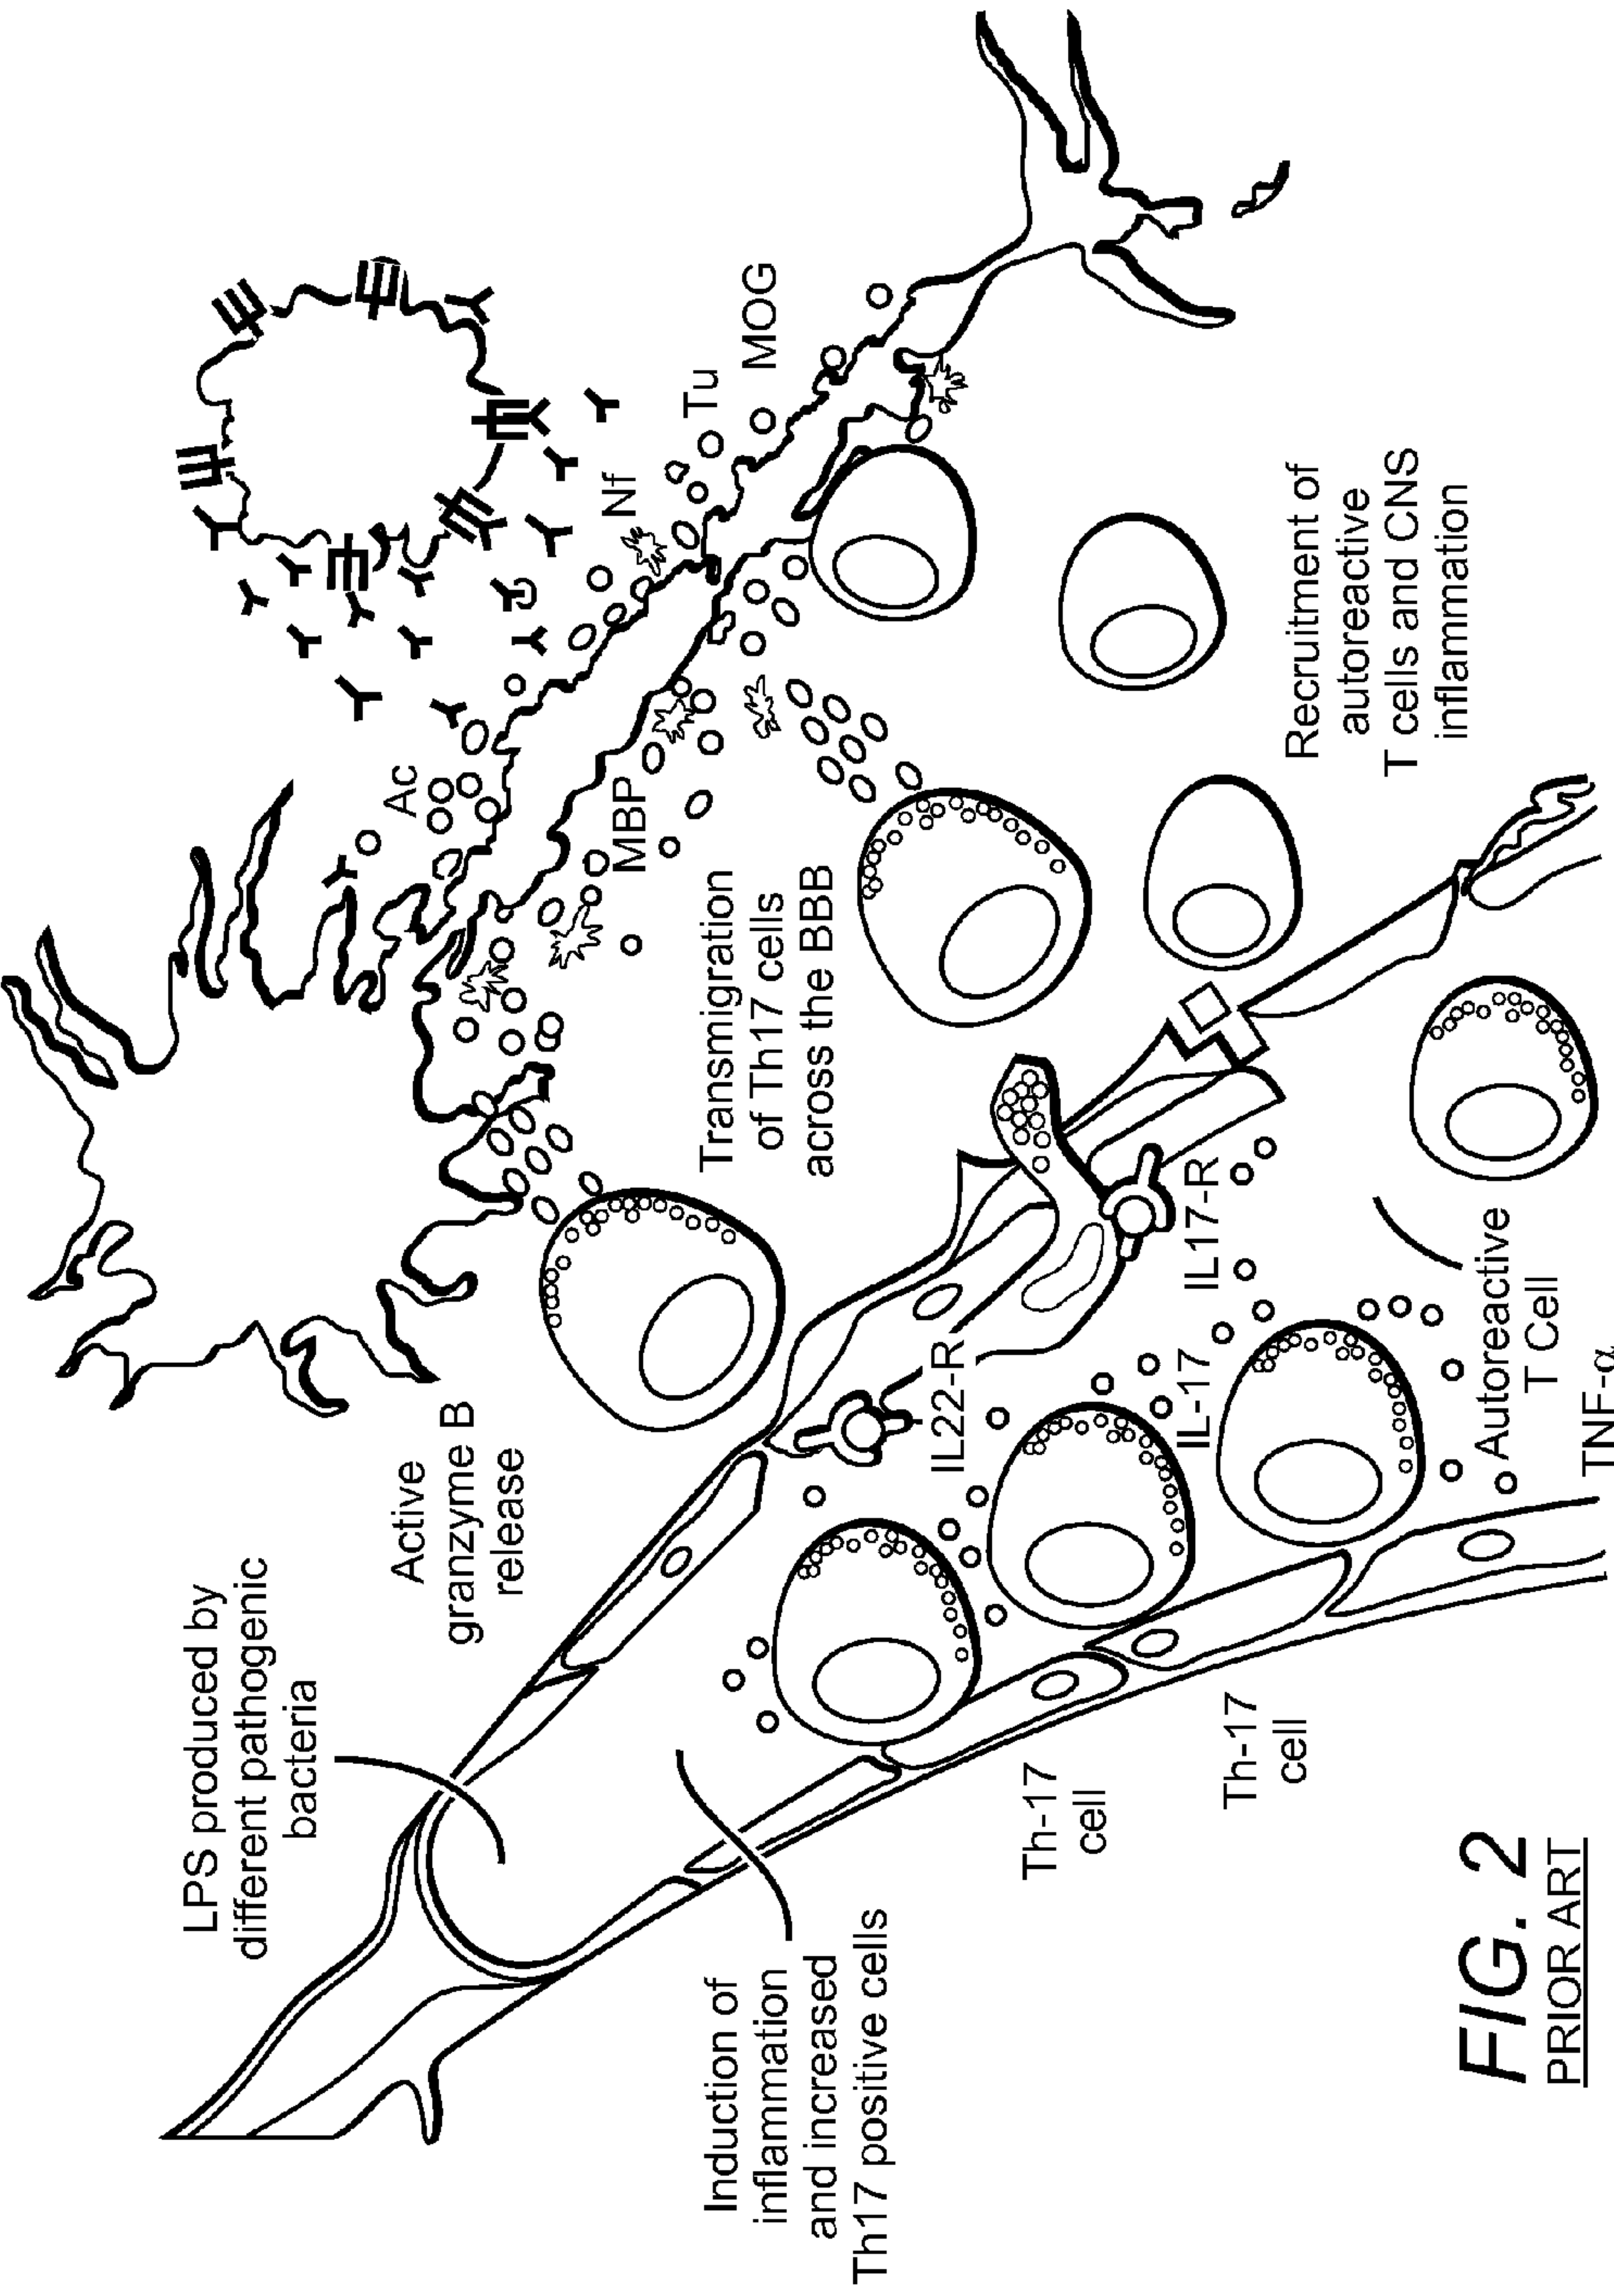 LPS produced by
different pathogenic
bacteria
Active
granzyme B
release
Ac
Nf
Tu
MOG
MBP
Induction of
inflammation
and increased
Th17 positive cells
Transmigration
of Th17 cells
across the BBB
IL22-R
IL17-R
IL-17
Th-17
cell
Th-17
cell
Autoreactive
T Cell
TNF-α
Recruitment of
autoreactive
T cells and CNS
inflammation
FIG. 2
PRIOR ART